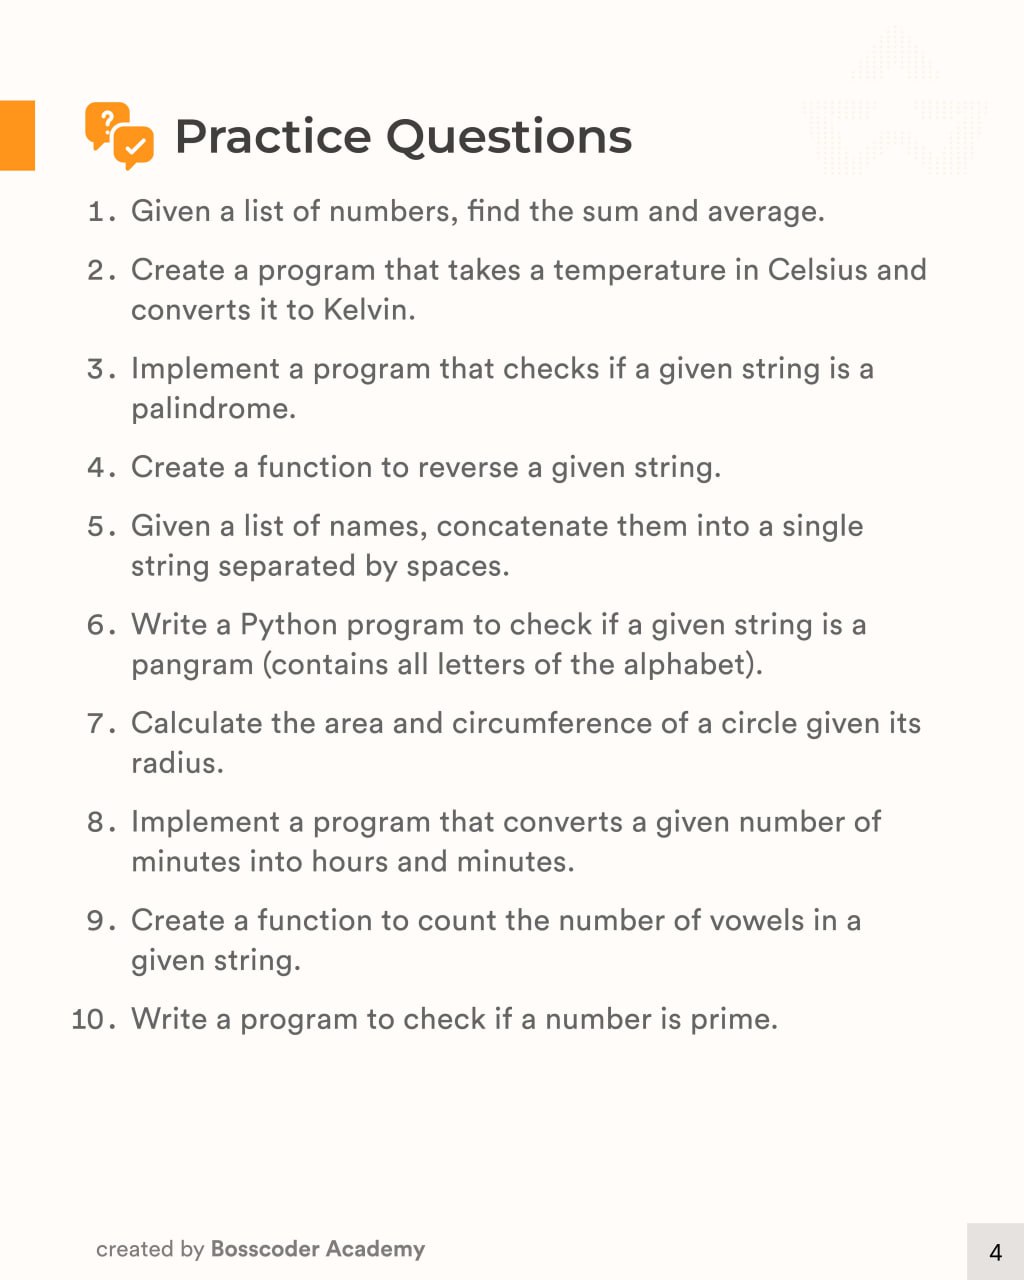 Practice Questions
1. Given a list of numbers, find the sum and average.
2. Create a program that takes a temperature in Celsius and
converts it to Kelvin.
3. Implement a program that checks if a given string is a
palindrome.
4. Create a function to reverse a given string.
5. Given a list of names, concatenate them into a single
string separated by spaces.
6. Write a Python program to check if a given string is a
pangram (contains all letters of the alphabet).
7. Calculate the area and circumference of a circle given its
radius.
8. Implement a program that converts a given number of
minutes into hours and minutes.
9. Create a function to count the number of vowels in a
given string.
10. Write a program to check if a number is prime.
created by Bosscoder Academy
4